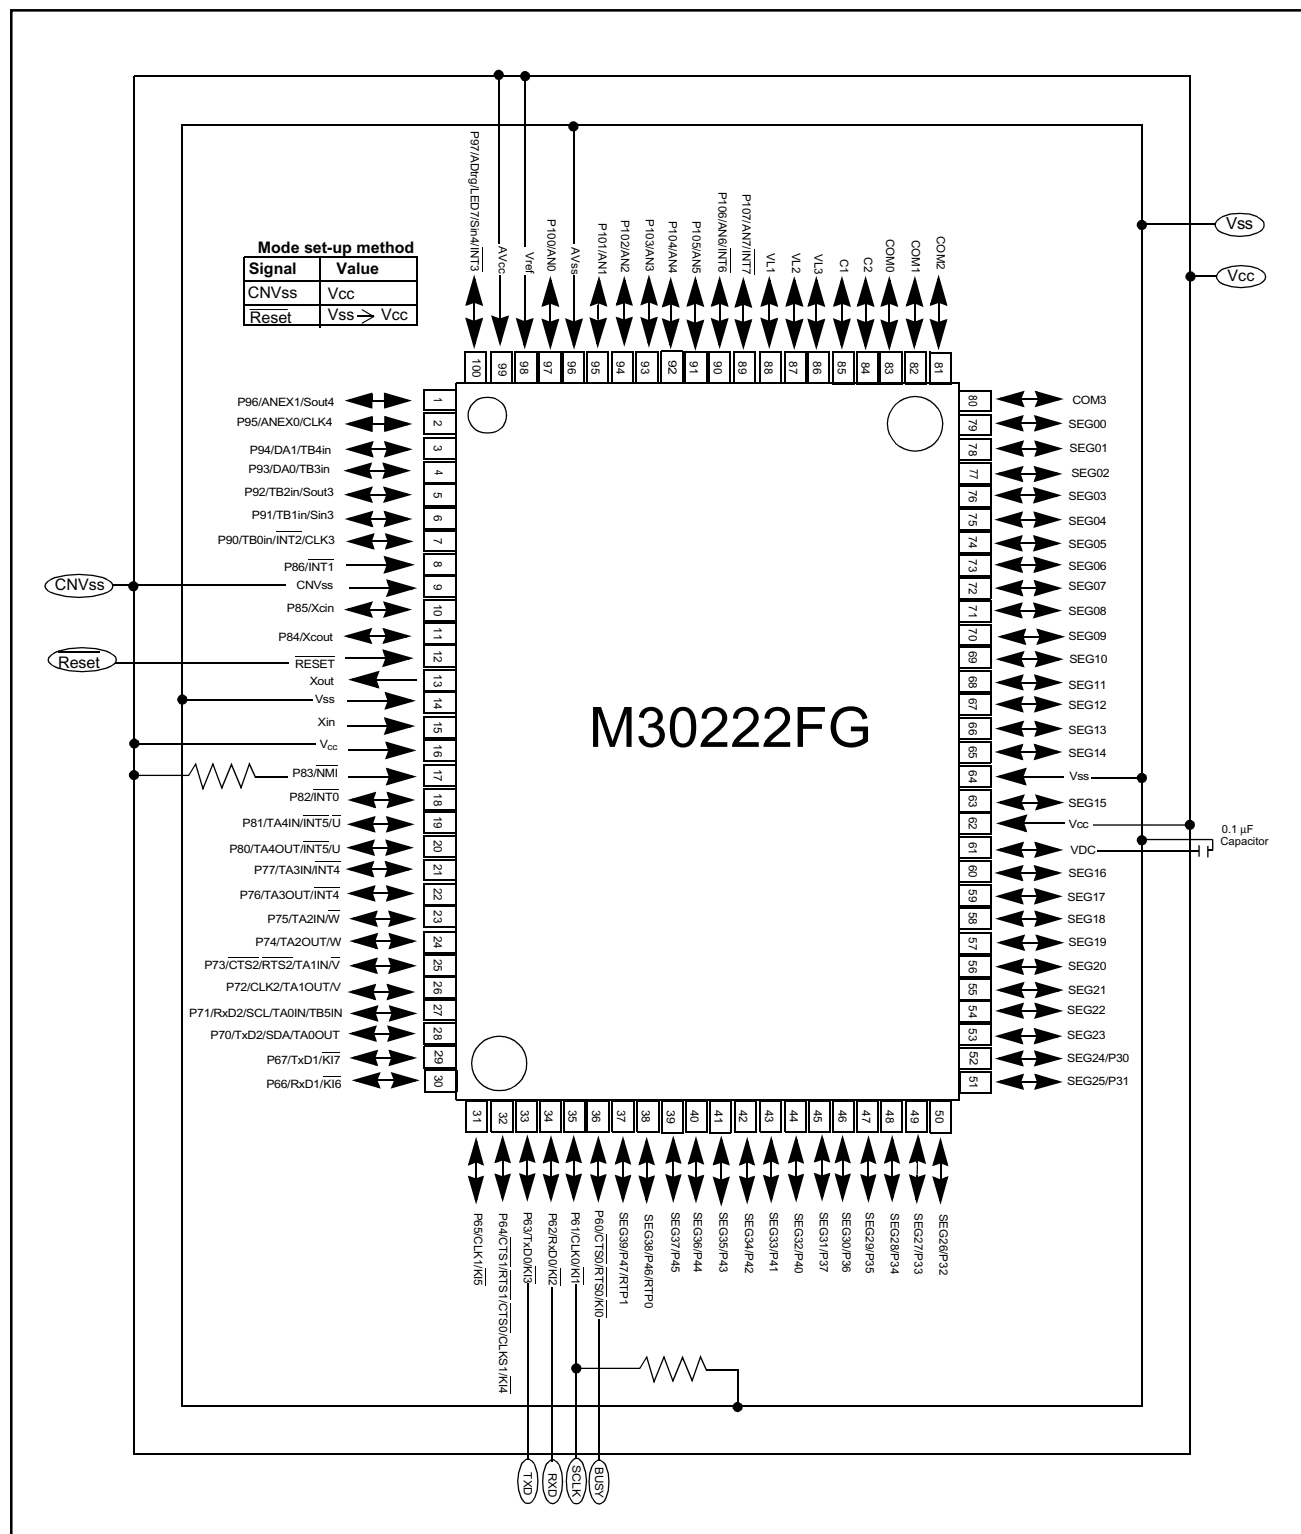 Vss
Vcc
Mode set-up method
Signal Value
CNVss Vcc
Reset Vss Vcc
P97/ADtrg/LED7/Sin4/INT3
AVcc
Vref
P100/AN0
AVss
P101/AN1
P102/AN2
P103/AN3
P104/AN4
P105/AN5
P106/AN6/INT6
P107/AN7/INT7
VL1
VL2
VL3
C1
C2
COM0
COM1
COM2
100 99 98 97 96 95 94 93 92 91 90 89 88 87 86 85 84 83 82 81
P96/ANEX1/Sout4 1
P95/ANEX0/CLK4 2
P94/DA1/TB4in 3
P93/DA0/TB3in 4
P92/TB2in/Sout3 5
P91/TB1in/Sin3 6
P90/TB0in/INT2/CLK3 7
P86/INT1 8
CNVss CNVss 9
P85/Xcin 10
P84/Xcout 11
Reset RESET 12
Xout 13
Vss 14
Xin 15
Vcc 16
P83/NMI 17
P82/INT0 18
P81/TA4IN/INT5/U 19
P80/TA4OUT/INT5/U 20
P77/TA3IN/INT4 21
P76/TA3OUT/INT4 22
P75/TA2IN/W 23
P74/TA2OUT/W 24
P73/CTS2/RTS2/TA1IN/V 25
P72/CLK2/TA1OUT/V 26
P71/RxD2/SCL/TA0IN/TB5IN 27
P70/TxD2/SDA/TA0OUT 28
P67/TxD1/KI7 29
P66/RxD1/KI6 30
M30222FG
80 COM3
79 SEG00
78 SEG01
77 SEG02
76 SEG03
75 SEG04
74 SEG05
73 SEG06
72 SEG07
71 SEG08
70 SEG09
69 SEG10
68 SEG11
67 SEG12
66 SEG13
65 SEG14
64 Vss
63 SEG15
62 Vcc
61 VDC
0.1 µF
Capacitor
60 SEG16
59 SEG17
58 SEG18
57 SEG19
56 SEG20
55 SEG21
54 SEG22
53 SEG23
52 SEG24/P30
51 SEG25/P31
31 32 33 34 35 36 37 38 39 40 41 42 43 44 45 46 47 48 49 50
P65/CLK1/KI5
P64/CTS1/RTS1/CTS0/CLKS1/KI4
P63/TxD0/KI3
P62/RxD0/KI2
P61/CLK0/KI1
P60/CTS0/RTS0/KI0
SEG39/P47/RTP1
SEG38/P46/RTP0
SEG37/P45
SEG36/P44
SEG35/P43
SEG34/P42
SEG33/P41
SEG32/P40
SEG31/P37
SEG30/P36
SEG29/P35
SEG28/P34
SEG27/P33
SEG26/P32
TXD
RXD
SCLK
BUSY